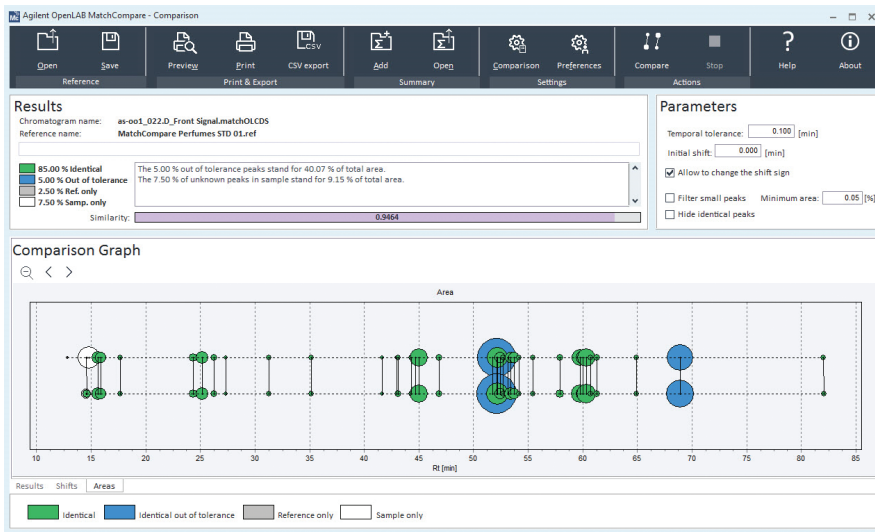 Agilent OpenLAB MatchCompare - Comparison
Open Save Preview Print CSV export Add Open Comparison Preferences Compare Stop Help About
Reference Print & Export Summary Settings Actions
Results
Chromatogram name: as-oo1_022.D_Front Signal.matchOLCDS
Reference name: MatchCompare Perfumes STD 01.ref
85.00 % Identical
5.00 % Out of tolerance
2.50 % Ref. only
7.50 % Samp. only
The 5.00 % out of tolerance peaks stand for 40.07 % of total area.
The 7.50 % of unknown peaks in sample stand for 9.15 % of total area.
Similarity: 0.9464
Parameters
Temporal tolerance: 0.100 [min]
Initial shift: 0.000 [min]
Allow to change the shift sign
Filter small peaks Minimum area: 0.05 [%]
Hide identical peaks
Comparison Graph
Area
10 15 20 25 30 35 40 45 50 55 60 65 70 75 80 85
Rt [min]
Results Shifts Areas
Identical Identical out of tolerance Reference only Sample only